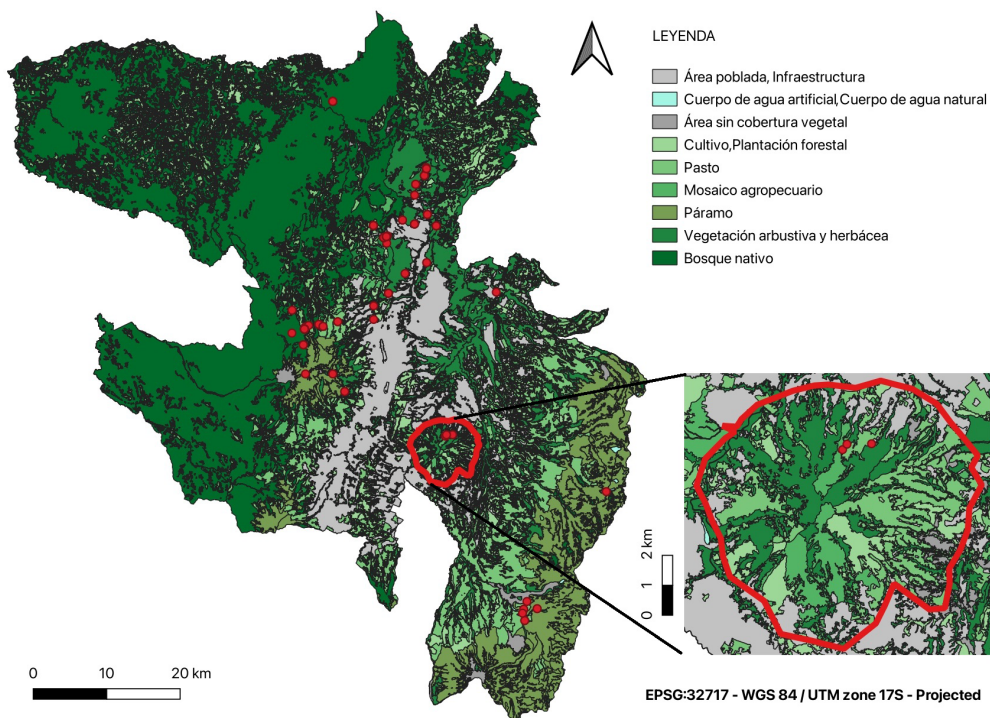 LEYENDA
Área poblada, Infraestructura
Cuerpo de agua artificial,Cuerpo de agua natural
Área sin cobertura vegetal
Cultivo,Plantación forestal
Pasto
Mosaico agropecuario
Páramo
Vegetación arbustiva y herbácea
Bosque nativo
0 1 2 km
0 10 20 km
EPSG:32717 - WGS 84 / UTM zone 17S - Projected